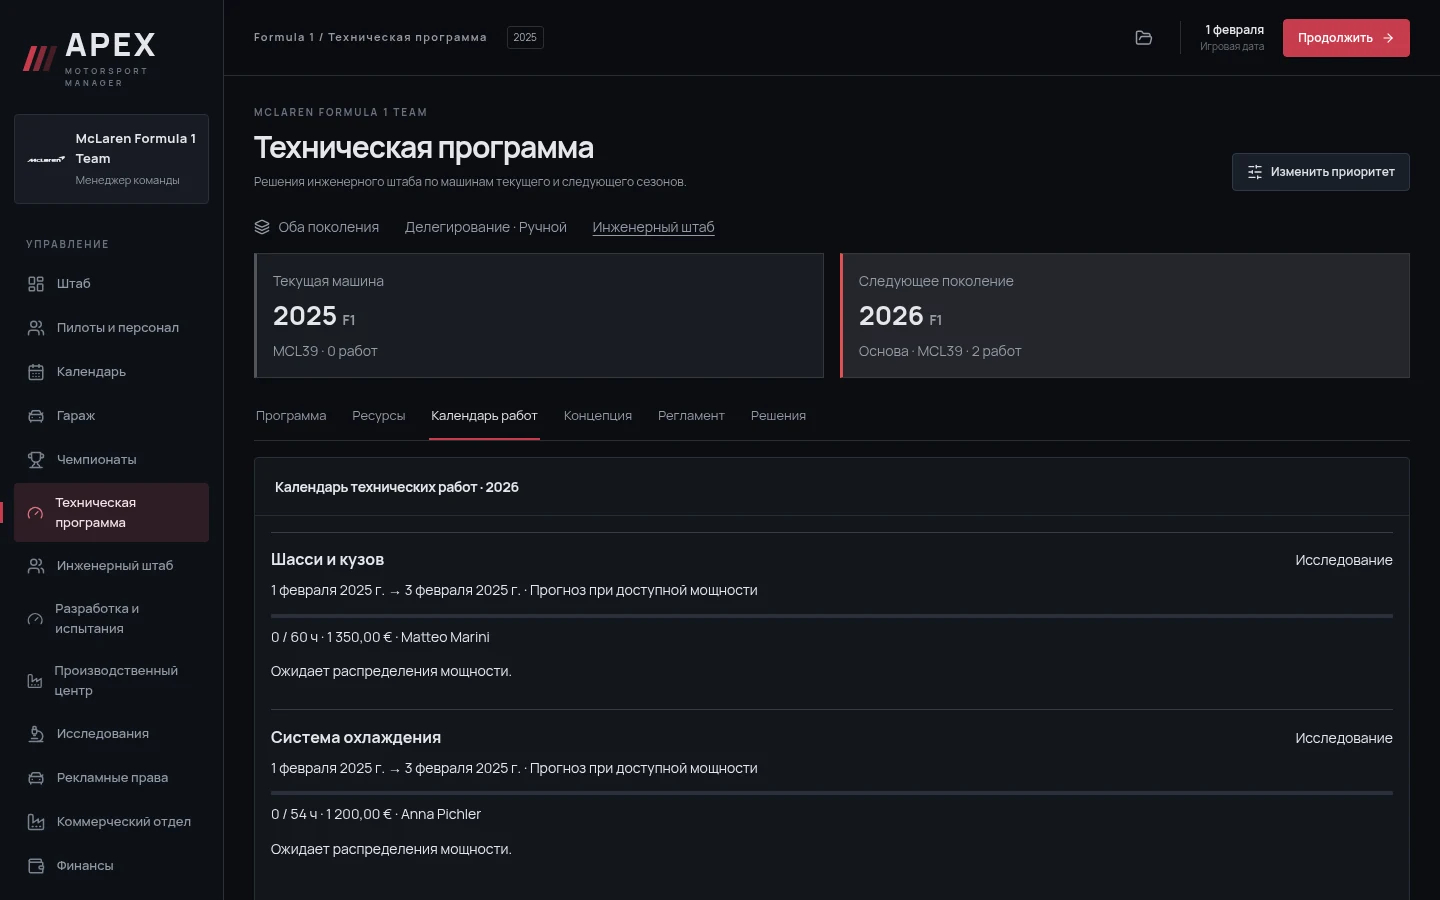 APEX
MOTORSPORT
MANAGER
McLaren
McLaren Formula 1
Team
Менеджер команды
УПРАВЛЕНИЕ
Штаб
Пилоты и персонал
Календарь
Гараж
Чемпионаты
Техническая
программа
Инженерный штаб
Разработка и
испытания
Производственный
центр
Исследования
Рекламные права
Коммерческий отдел
Финансы
Formula 1 / Техническая программа 2025
1 февраля
Игровая дата
Продолжить
MCLAREN FORMULA 1 TEAM
Техническая программа
Решения инженерного штаба по машинам текущего и следующего сезонов.
Изменить приоритет
Оба поколения Делегирование · Ручной Инженерный штаб
Текущая машина
2025 F1
MCL39 · 0 работ
Следующее поколение
2026 F1
Основа · MCL39 · 2 работ
Программа Ресурсы Календарь работ Концепция Регламент Решения
Календарь технических работ · 2026
Шасси и кузов Исследование
1 февраля 2025 г. → 3 февраля 2025 г. · Прогноз при доступной мощности
0 / 60 ч · 1 350,00 € · Matteo Marini
Ожидает распределения мощности.
Система охлаждения Исследование
1 февраля 2025 г. → 3 февраля 2025 г. · Прогноз при доступной мощности
0 / 54 ч · 1 200,00 € · Anna Pichler
Ожидает распределения мощности.